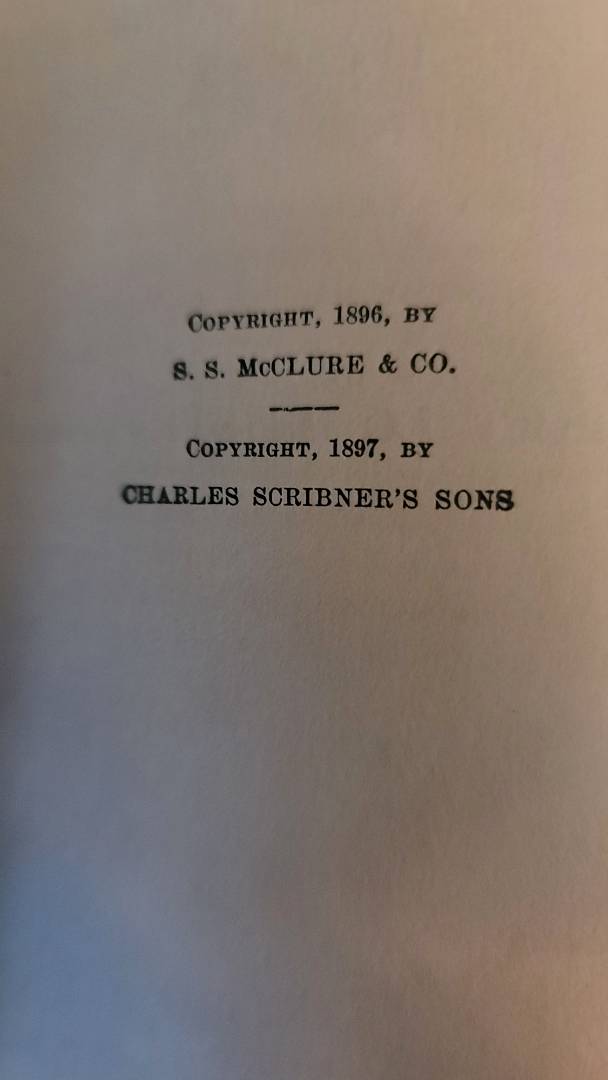 COPYRIGHT, 1896, BY
S. S. McCLURE & CO.
COPYRIGHT, 1897, BY
CHARLES SCRIBNER'S SONS